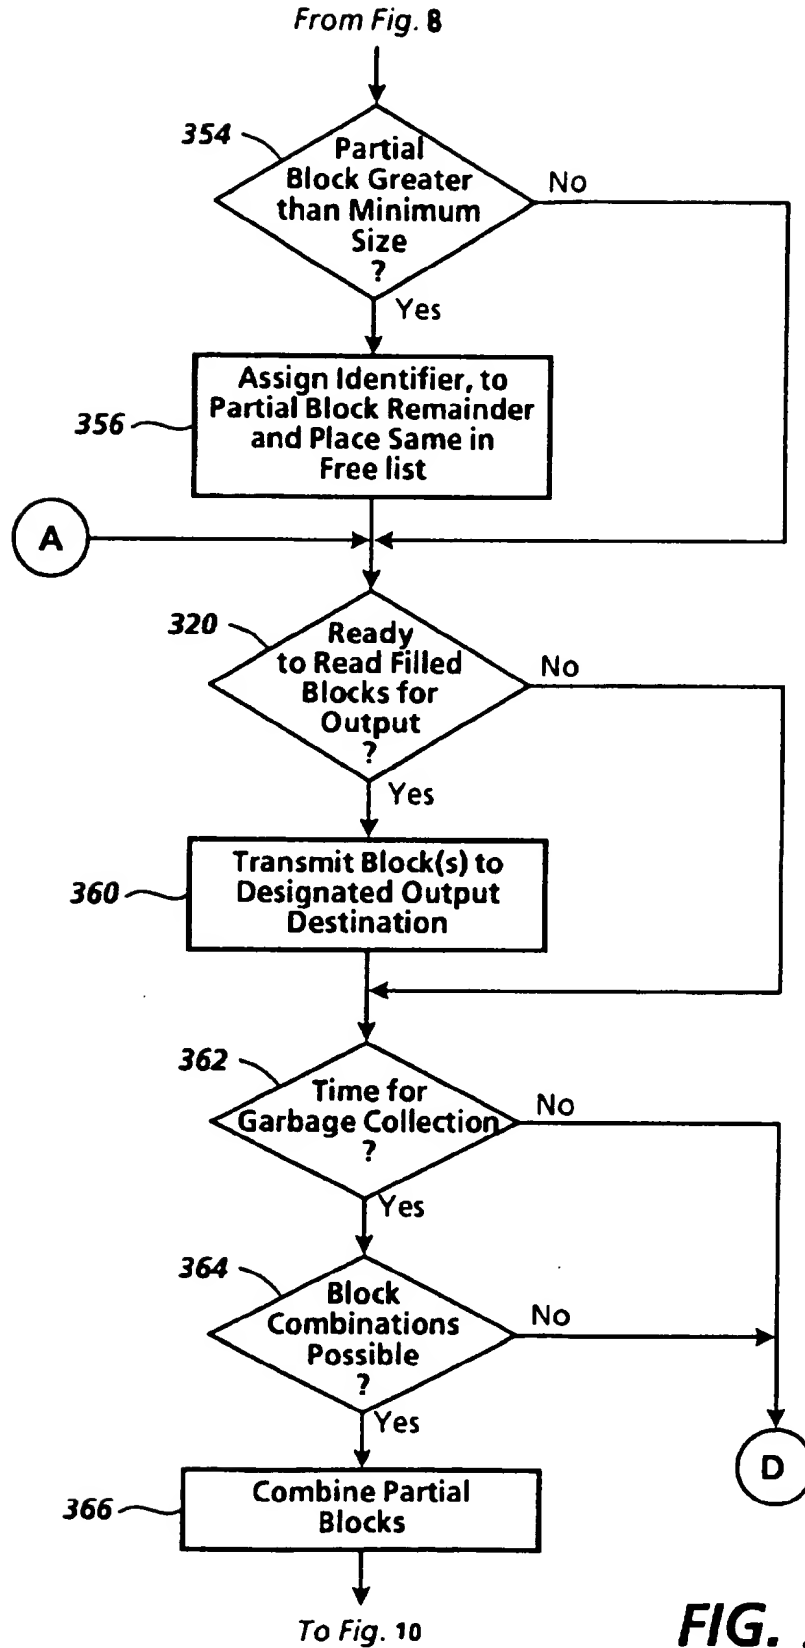 From Fig. 8
354
Partial
Block Greater
than Minimum
Size
?
No
Yes
356
Assign Identifier, to
Partial Block Remainder
and Place Same in
Free list
A
320
Ready
to Read Filled
Blocks for
Output
?
No
Yes
360
Transmit Block(s) to
Designated Output
Destination
362
Time for
Garbage Collection
?
No
Yes
364
Block
Combinations
Possible
?
No
Yes
D
366
Combine Partial
Blocks
To Fig. 10
FIG.